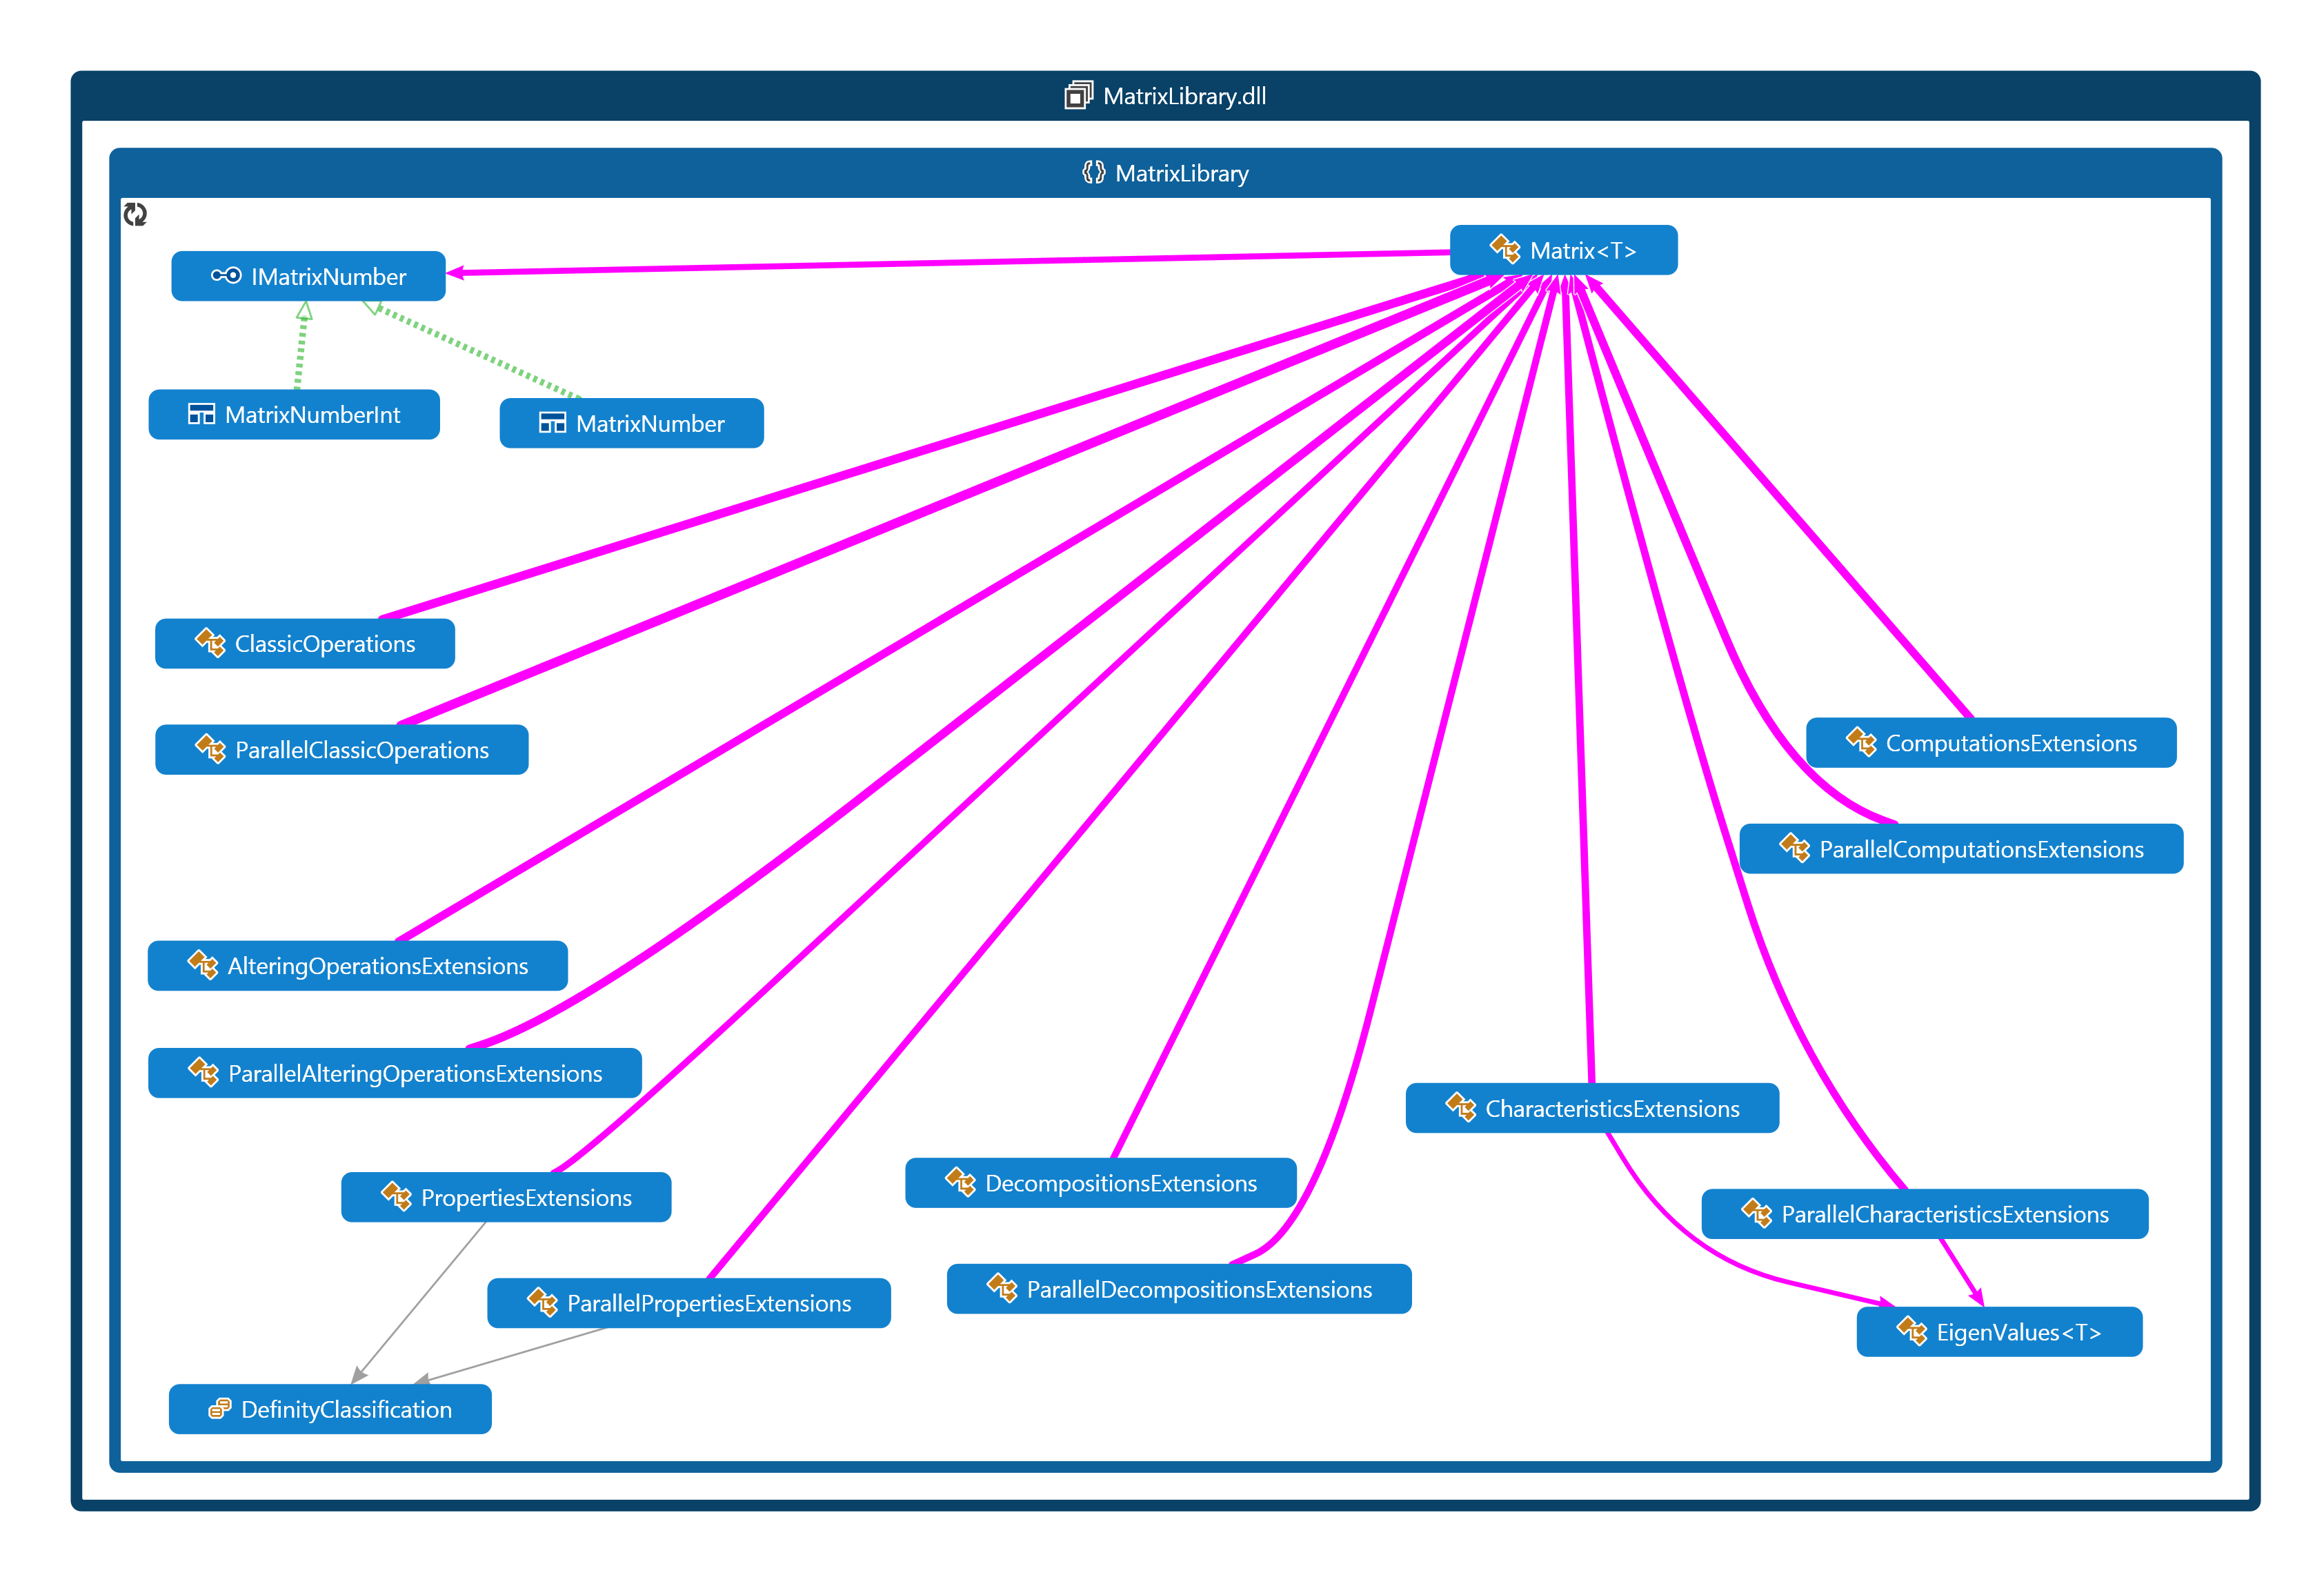 MatrixLibrary.dll
MatrixLibrary
Matrix<T>
IMatrixNumber
MatrixNumberInt
MatrixNumber
ClassicOperations
ParallelClassicOperations
ComputationsExtensions
ParallelComputationsExtensions
AlteringOperationsExtensions
ParallelAlteringOperationsExtensions
CharacteristicsExtensions
DecompositionsExtensions
PropertiesExtensions
ParallelCharacteristicsExtensions
ParallelDecompositionsExtensions
ParallelPropertiesExtensions
EigenValues<T>
DefinityClassification